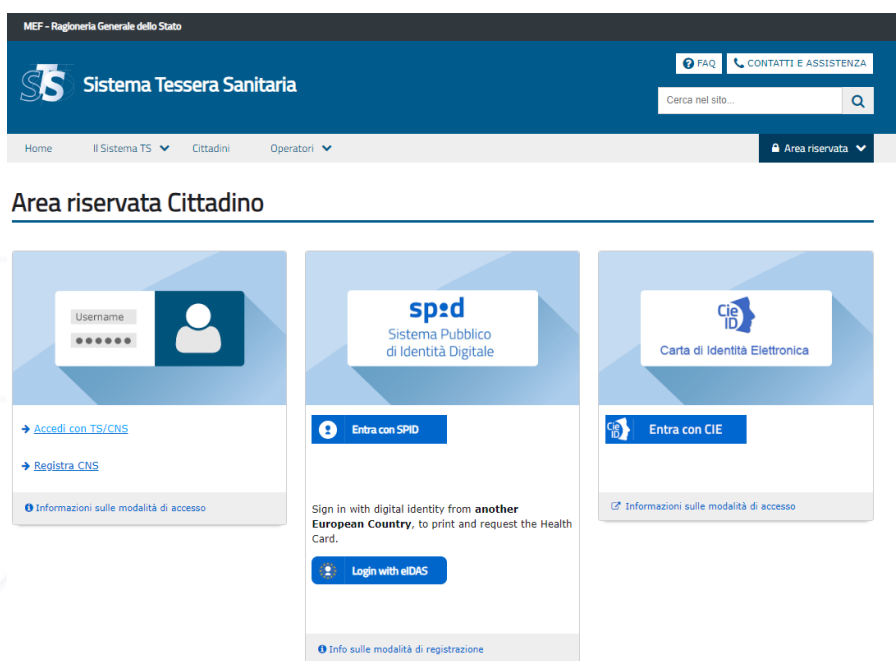 MEF - Ragioneria Generale dello Stato
FAQ
CONTATTI E ASSISTENZA
STS
Sistema Tessera Sanitaria
Cerca nel sito...
Home
Il Sistema TS
Cittadini
Operatori
Area riservata
Area riservata Cittadino
Username
Accedi con TS/CNS
Registra CNS
Informazioni sulle modalità di accesso
spid
Sistema Pubblico
di Identità Digitale
Entra con SPID
Sign in with digital identity from another
European Country, to print and request the Health
Card.
Login with eIDAS
Info sulle modalità di registrazione
Cie
ID
Carta di Identità Elettronica
Cie
ID
Entra con CIE
Informazioni sulle modalità di accesso